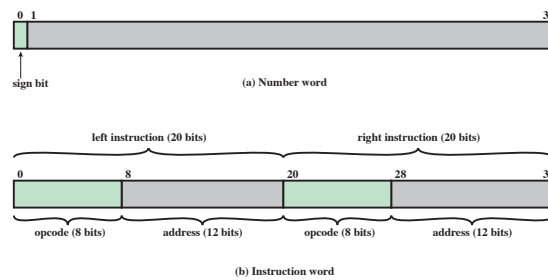 0 1 3
sign bit
(a) Number word
left instruction (20 bits) right instruction (20 bits)
0 8 20 28 3
opcode (8 bits) address (12 bits) opcode (8 bits) address (12 bits)
(b) Instruction word